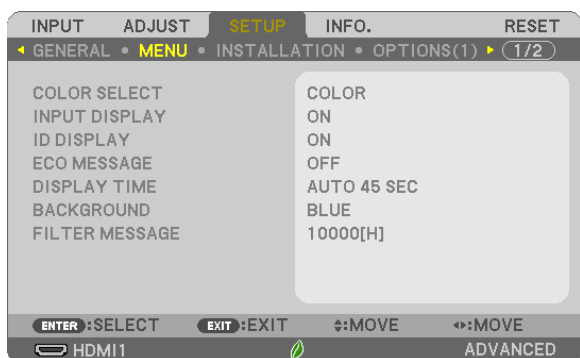 INPUT ADJUST SETUP INFO. RESET
GENERAL • MENU • INSTALLATION • OPTIONS(1) 1/2
COLOR SELECT COLOR
INPUT DISPLAY ON
ID DISPLAY ON
ECO MESSAGE OFF
DISPLAY TIME AUTO 45 SEC
BACKGROUND BLUE
FILTER MESSAGE 10000[H]
ENTER :SELECT EXIT :EXIT :MOVE :MOVE
HDMI1 ADVANCED